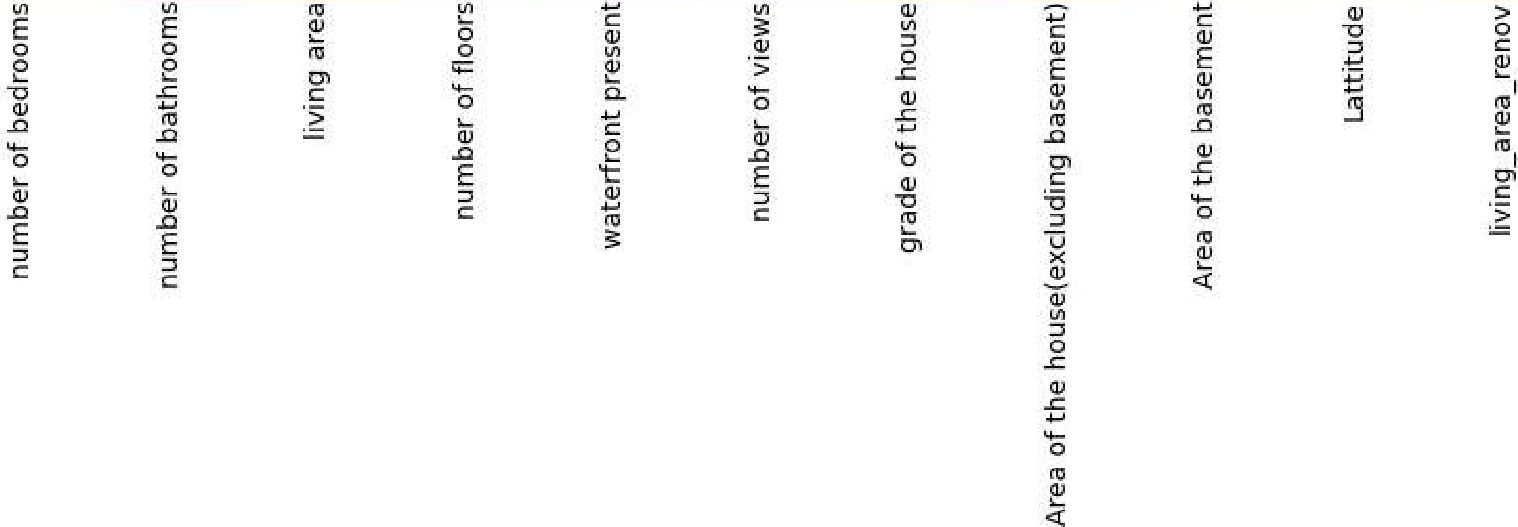 number of bedrooms
number of bathrooms
living area
number of floors
waterfront present
number of views
grade of the house
Area of the house(excluding basement)
Area of the basement
Lattitude
living_area_renov